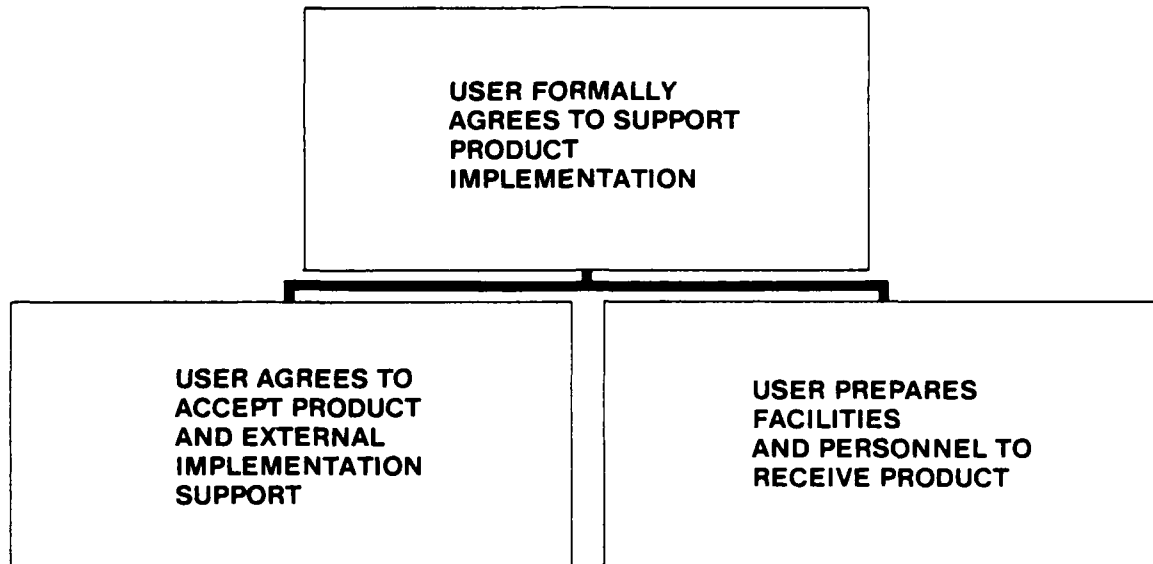 USER FORMALLY
AGREES TO SUPPORT
PRODUCT
IMPLEMENTATION
USER AGREES TO
ACCEPT PRODUCT
AND EXTERNAL
IMPLEMENTATION
SUPPORT
USER PREPARES
FACILITIES
AND PERSONNEL TO
RECEIVE PRODUCT